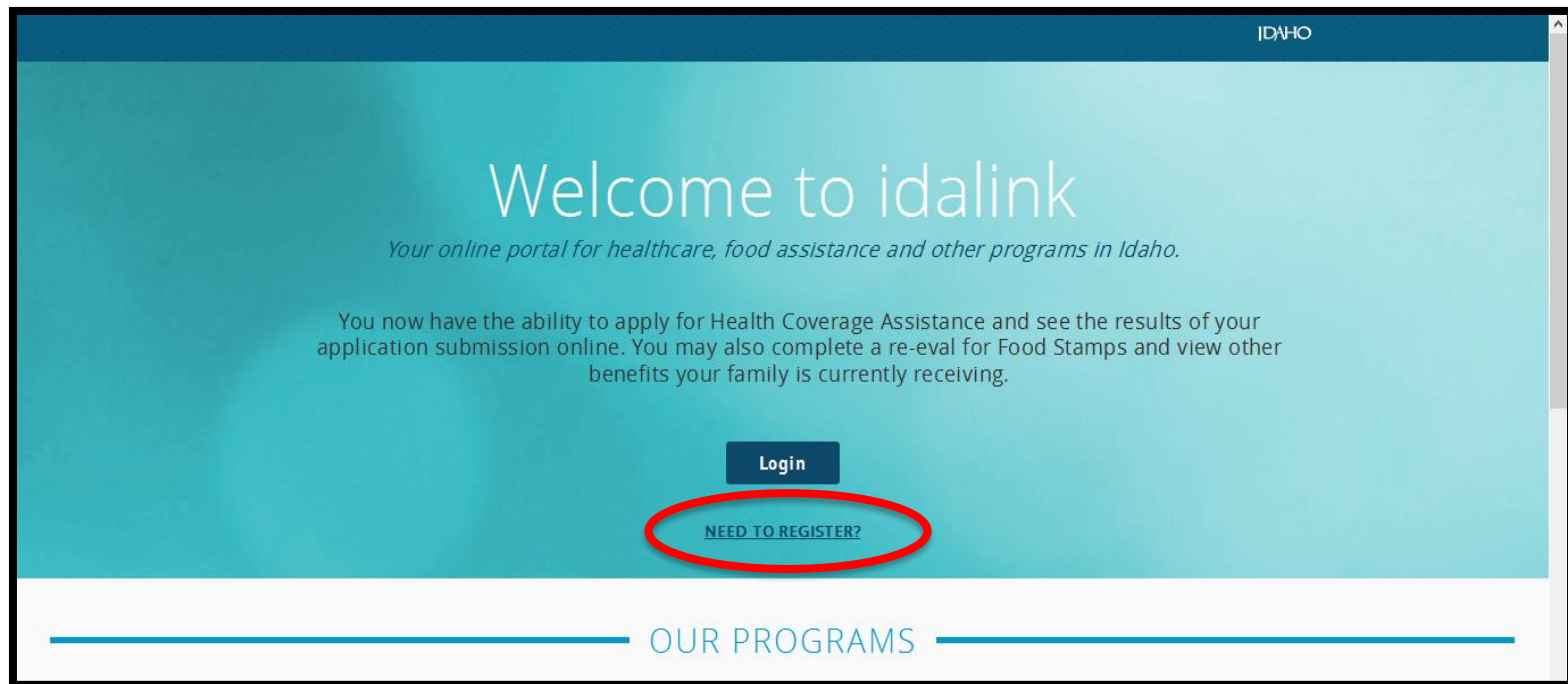 IDAHO
Welcome to idalink
Your online portal for healthcare, food assistance and other programs in Idaho.
You now have the ability to apply for Health Coverage Assistance and see the results of your
application submission online. You may also complete a re-eval for Food Stamps and view other
benefits your family is currently receiving.
Login
NEED TO REGISTER?
OUR PROGRAMS